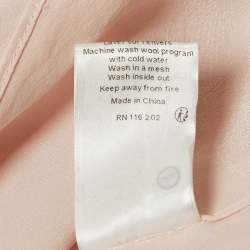 Machine wash wool program
with cold water
Wash in a mesh
Wash inside out
Keep away from fire
Made in China
RN 116 202